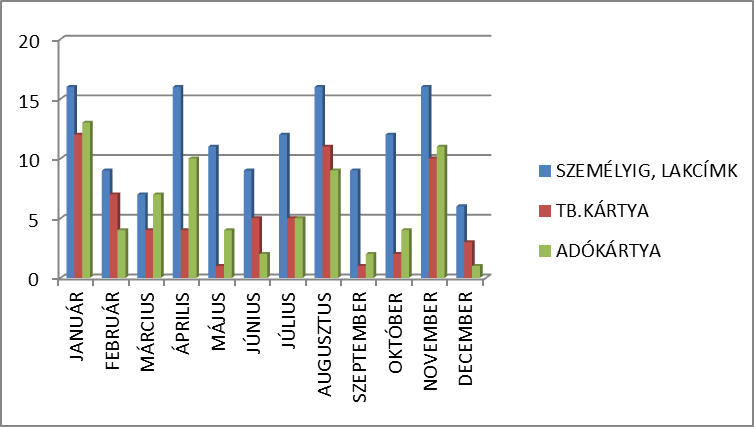 20
15
10
5
0
JANUÁR
FEBRUÁR
MÁRCIUS
ÁPRILIS
MÁJUS
JÚNIUS
JÚLIUS
AUGUSZTUS
SZEPTEMBER
OKTÓBER
NOVEMBER
DECEMBER
SZEMÉLYIG, LAKCÍMK
TB.KÁRTYA
ADÓKÁRTYA